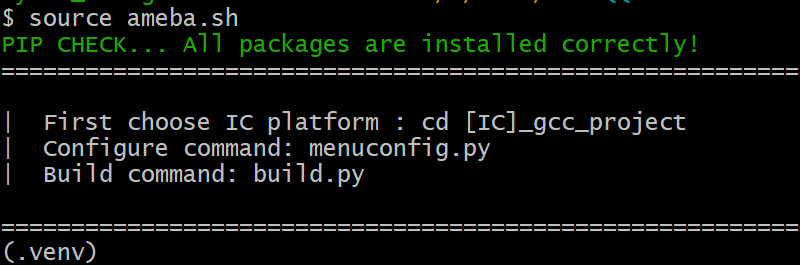 $ source ameba.sh
PIP CHECK... All packages are installed correctly!
=========================================================
|  First choose IC platform : cd [IC]_gcc_project
|  Configure command: menuconfig.py
|  Build command: build.py
=========================================================
(.venv)